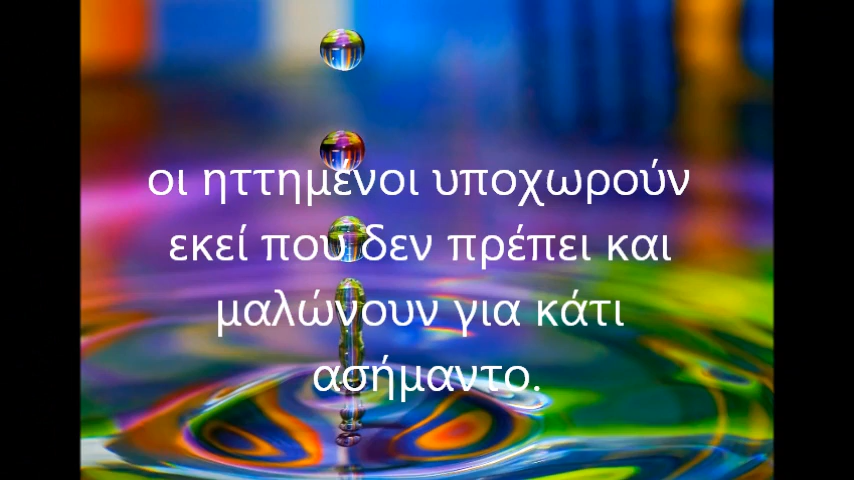 οι ηττημένοι υποχωρούν
εκεί που δεν πρέπει και
μαλώνουν για κάτι
ασήμαντο.